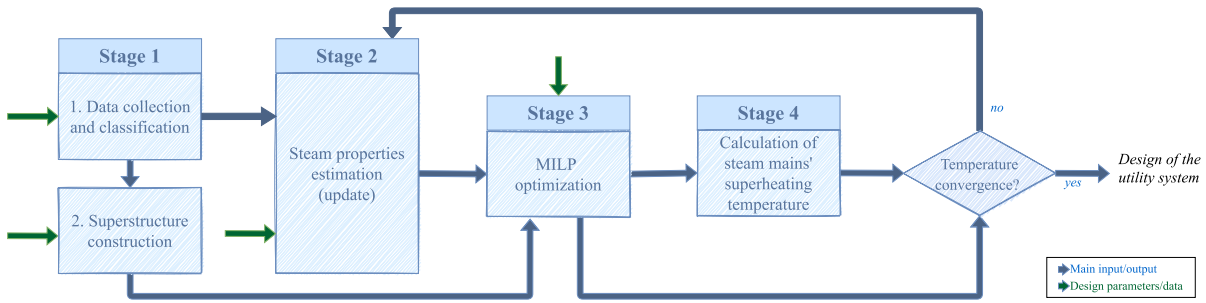 Stage 1
1. Data collection
and classification
2. Superstructure
construction
Stage 2
Steam properties
estimation
(update)
Stage 3
MILP
optimization
Stage 4
Calculation of
steam mains'
superheating
temperature
Temperature
convergence?
no
yes
Design of the
utility system
Main input/output
Design parameters/data